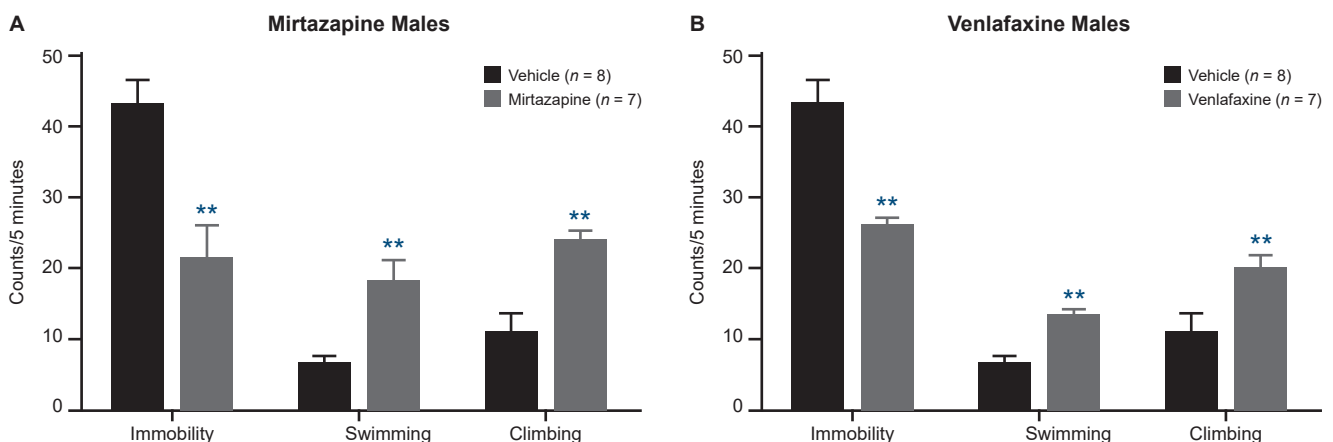 A
Mirtazapine Males
50
40
30
20
10
0
Counts/5 minutes
Vehicle (n = 8)
Mirtazapine (n = 7)
**
**
**
Immobility
Swimming
Climbing
B
Venlafaxine Males
50
40
30
20
10
0
Counts/5 minutes
Vehicle (n = 8)
Venlafaxine (n = 7)
**
**
**
Immobility
Swimming
Climbing